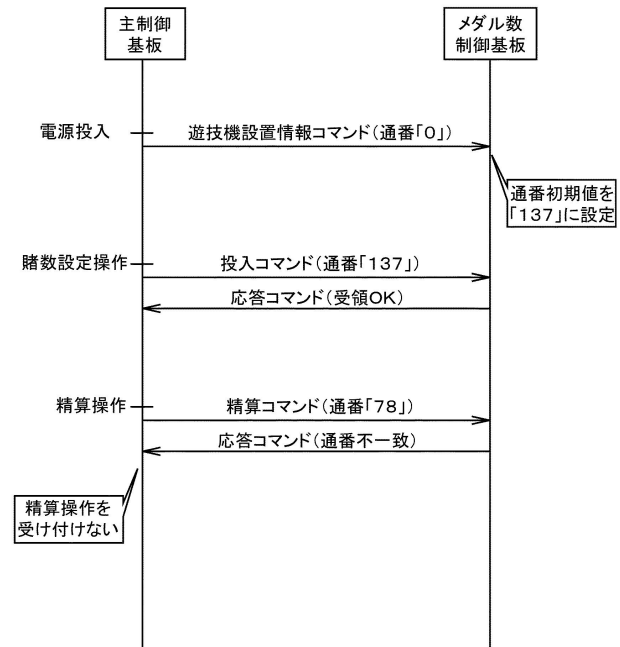 主制御
基板
メダル数
制御基板
電源投入
遊技機設置情報コマンド(通番「0」)
通番初期値を
「137」に設定
賭数設定操作
投入コマンド(通番「137」)
応答コマンド(受領OK)
精算操作
精算コマンド(通番「78」)
応答コマンド(通番不一致)
精算操作を
受け付けない